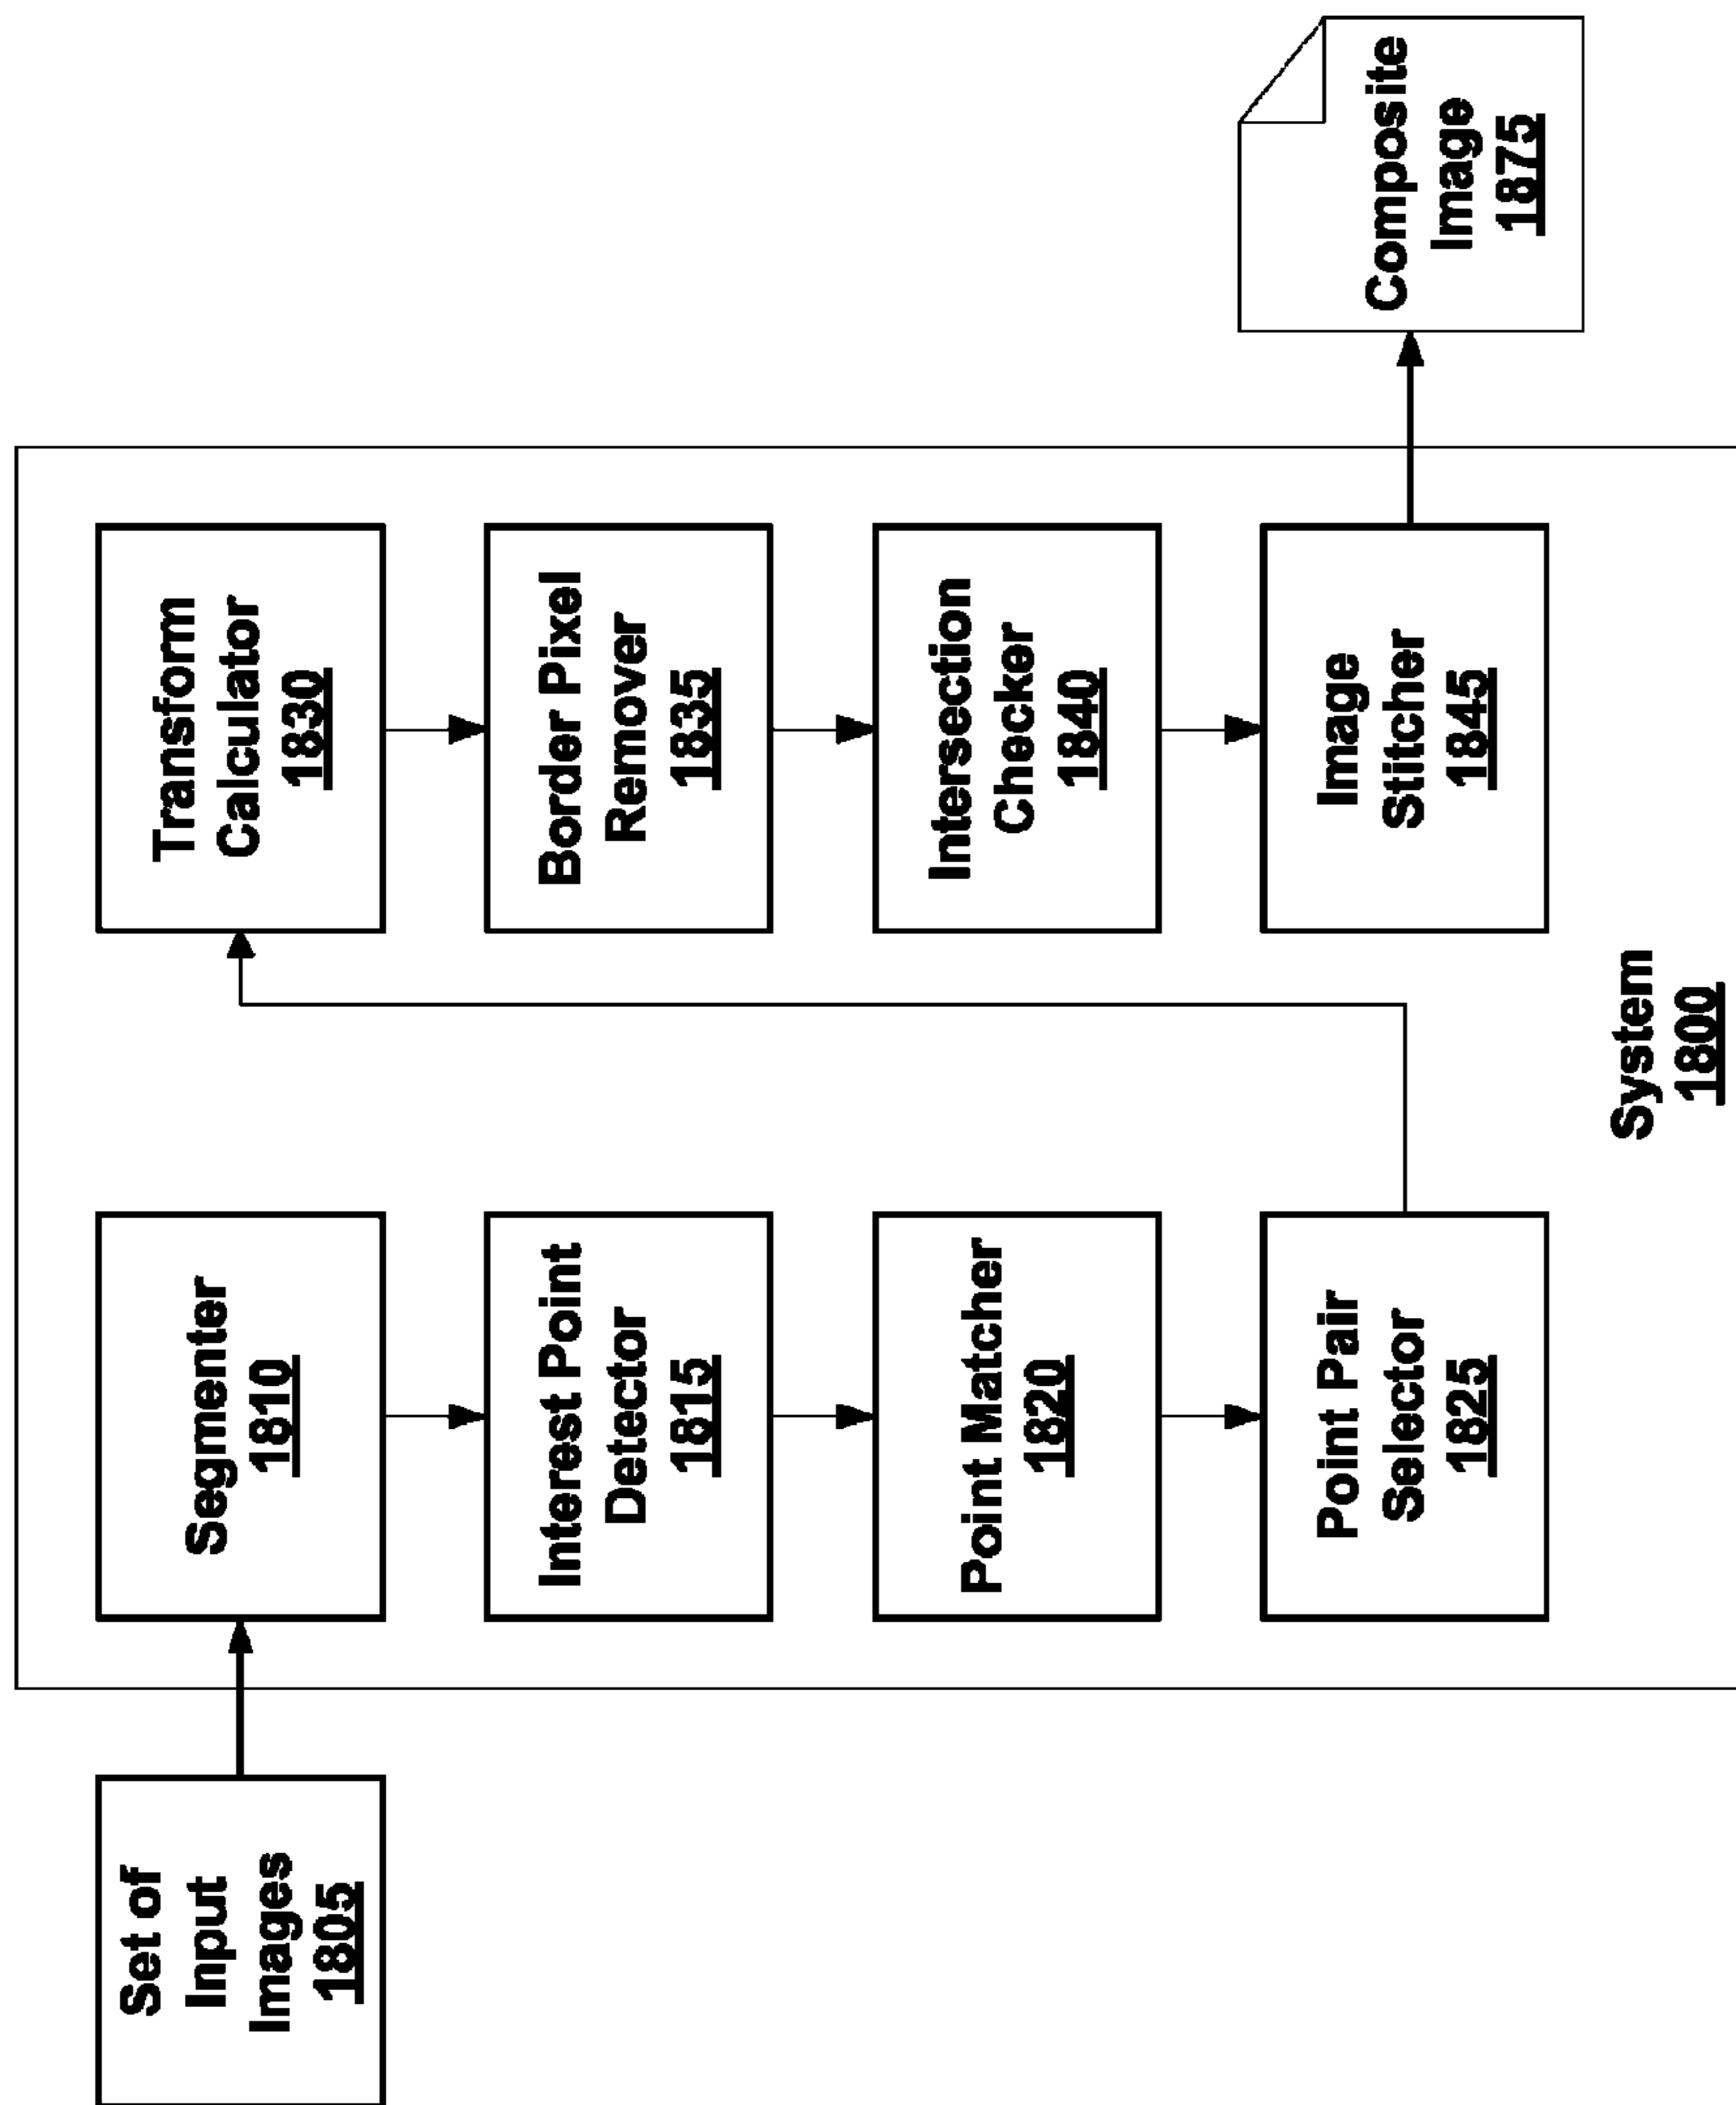 Set of
Input
Images
1805
Segmenter
1810
Interest Point
Detector
1815
Point Matcher
1820
Point Pair
Selector
1825
Transform
Calculator
1830
Border Pixel
Remover
1835
Intersection
Checker
1840
Image
Stitcher
1845
System
1800
Composite
Image
1875